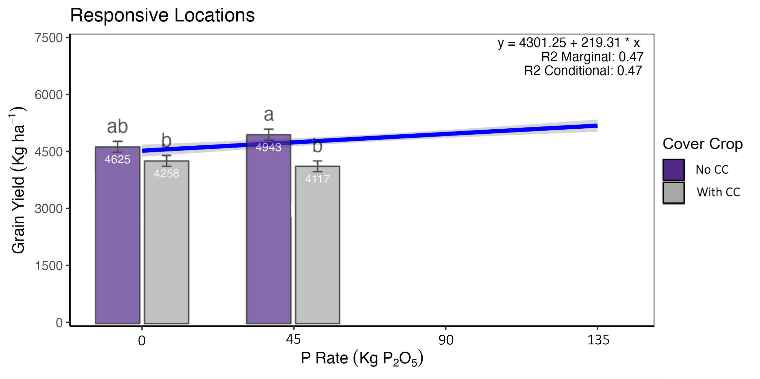 Responsive Locations
y = 4301.25 + 219.31 * x
R2 Marginal: 0.47
R2 Conditional: 0.47
7500
6000
4500
3000
1500
0
Grain Yield (Kg ha⁻¹)
ab
b
a
b
4625
4258
4943
4117
0
45
90
135
P Rate (Kg P₂O₅)
Cover Crop
No CC
With CC